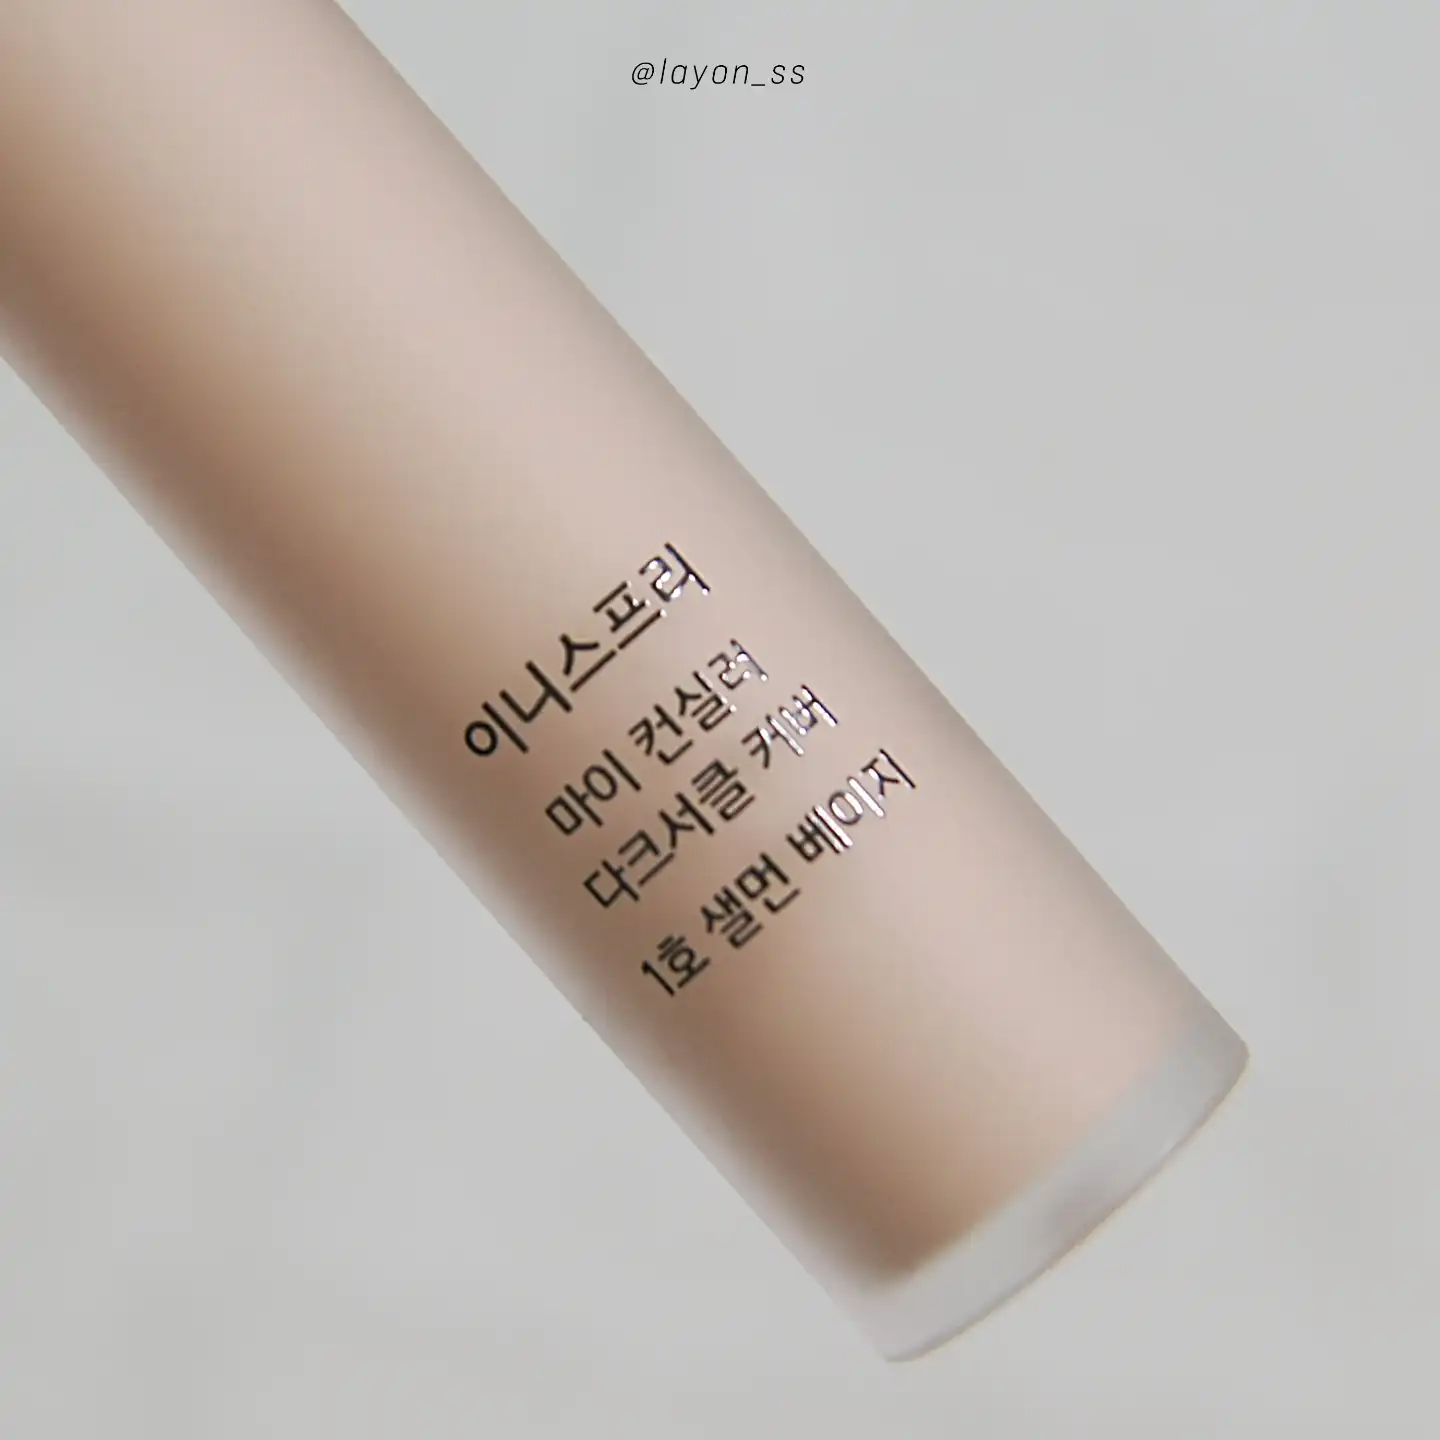 @layon_ss
이니스프리
마이 컨실러
다크서클 커버
1호 샐먼 베이지